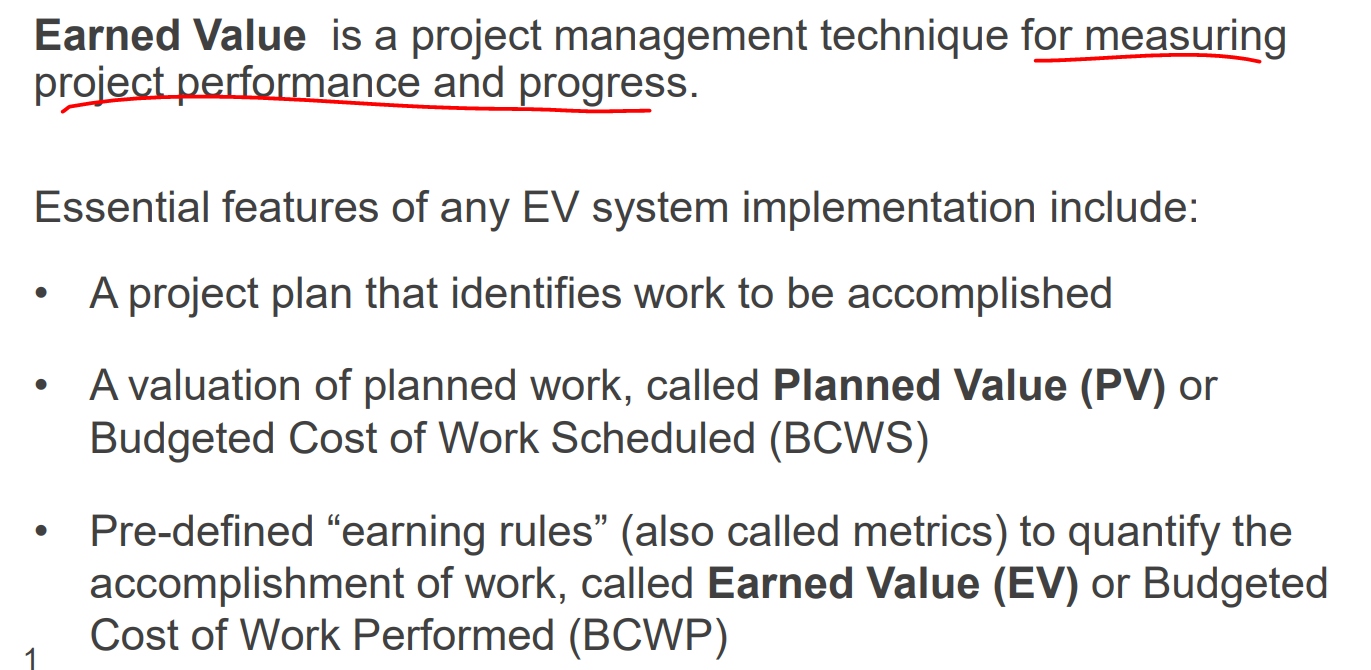 Earned Value is a project management technique for measuring
project performance and progress.
Essential features of any EV system implementation include:
• A project plan that identifies work to be accomplished
• A valuation of planned work, called Planned Value (PV) or
Budgeted Cost of Work Scheduled (BCWS)
• Pre-defined “earning rules” (also called metrics) to quantify the
accomplishment of work, called Earned Value (EV) or Budgeted
Cost of Work Performed (BCWP)
1